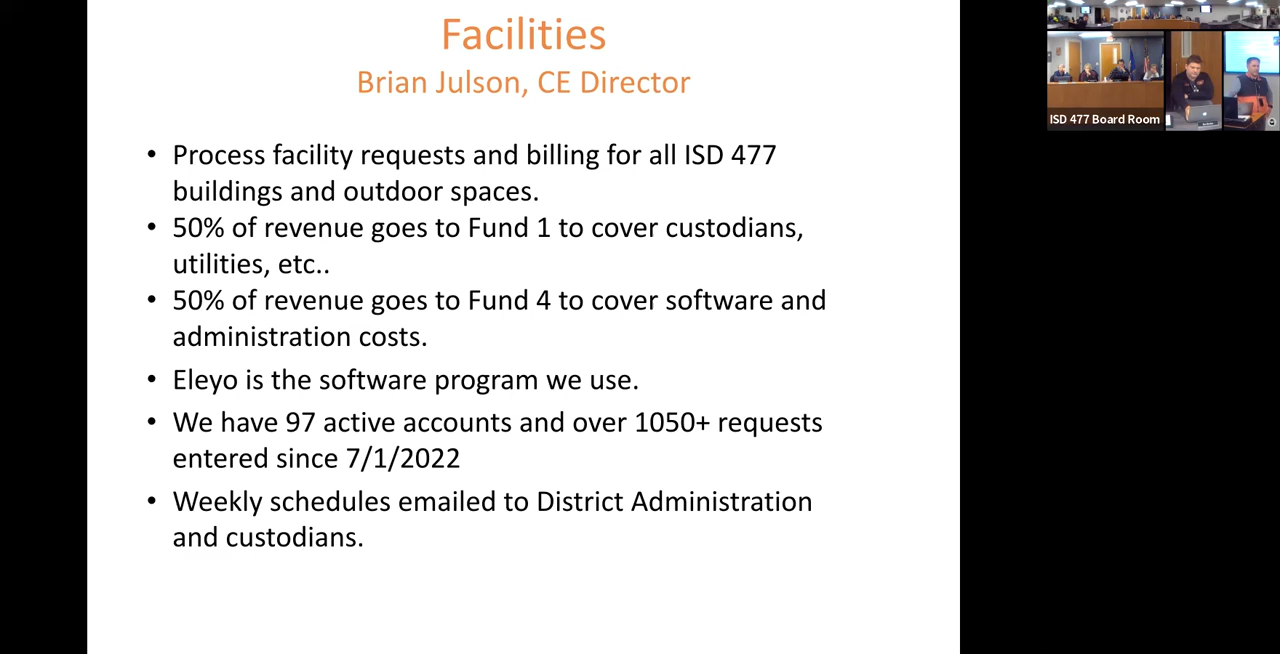 Facilities
Brian Julson, CE Director
• Process facility requests and billing for all ISD 477
buildings and outdoor spaces.
• 50% of revenue goes to Fund 1 to cover custodians,
utilities, etc..
• 50% of revenue goes to Fund 4 to cover software and
administration costs.
• Eleyo is the software program we use.
• We have 97 active accounts and over 1050+ requests
entered since 7/1/2022
• Weekly schedules emailed to District Administration
and custodians.
ISD 477 Board Room